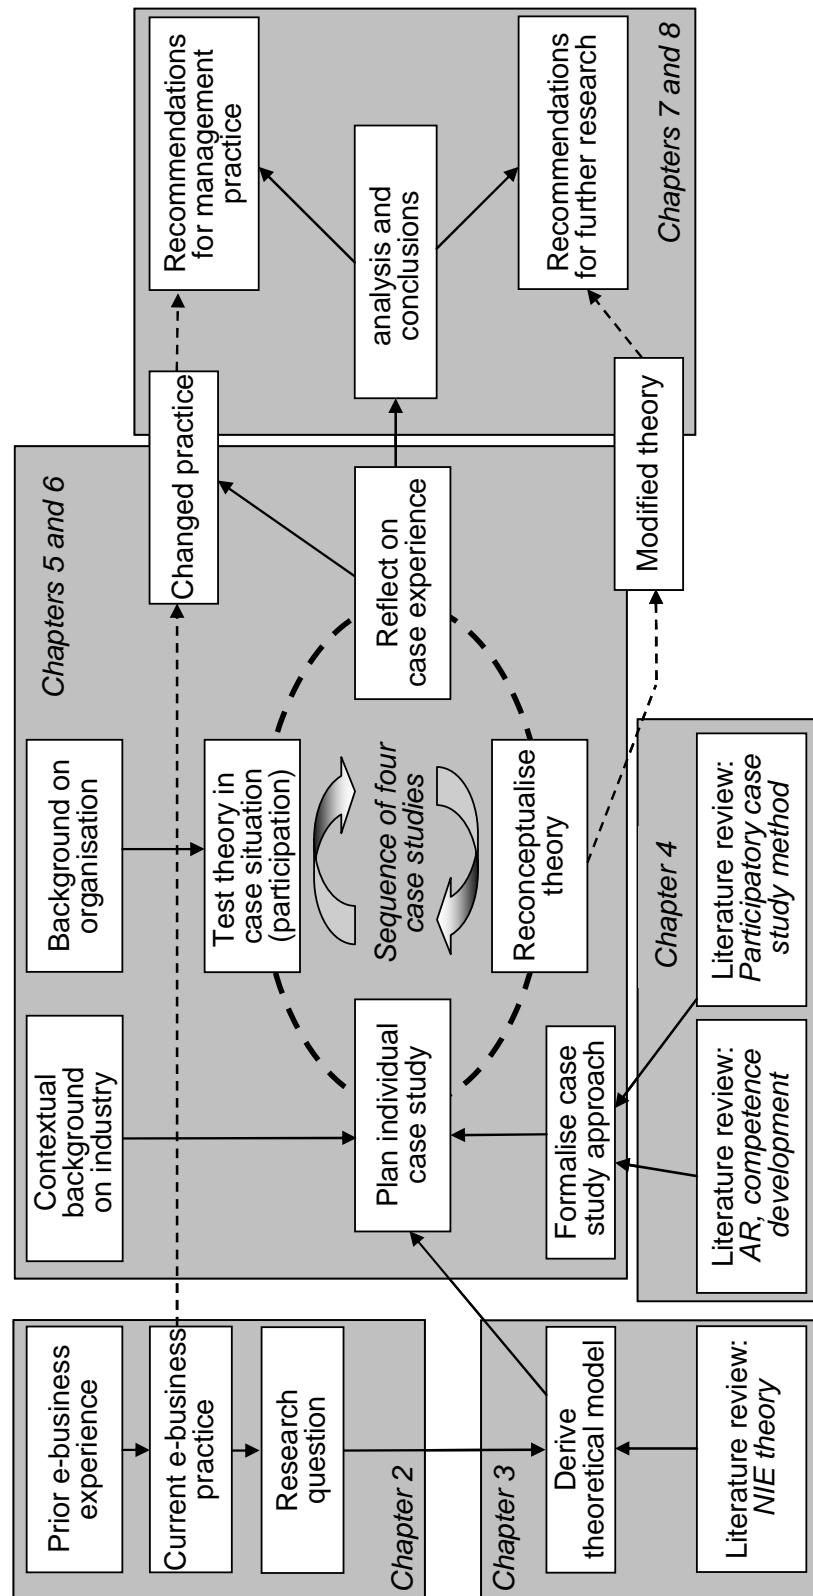 Prior e-business
experience
Current e-business
practice
Research
question
Chapter 2
Chapter 3
Derive
theoretical model
Literature review:
NIE theory
Contextual
background
on industry
Background on
organisation
Chapters 5 and 6
Plan individual
case study
Test theory in
case situation
(participation)
Sequence of four
case studies
Reconceptualise
theory
Reflect on
case experience
Formalise case
study approach
Chapter 4
Literature review:
AR, competence
development
Literature review:
Participatory case
study method
Changed practice
Modified theory
Recommendations
for management
practice
analysis and
conclusions
Recommendations
for further research
Chapters 7 and 8